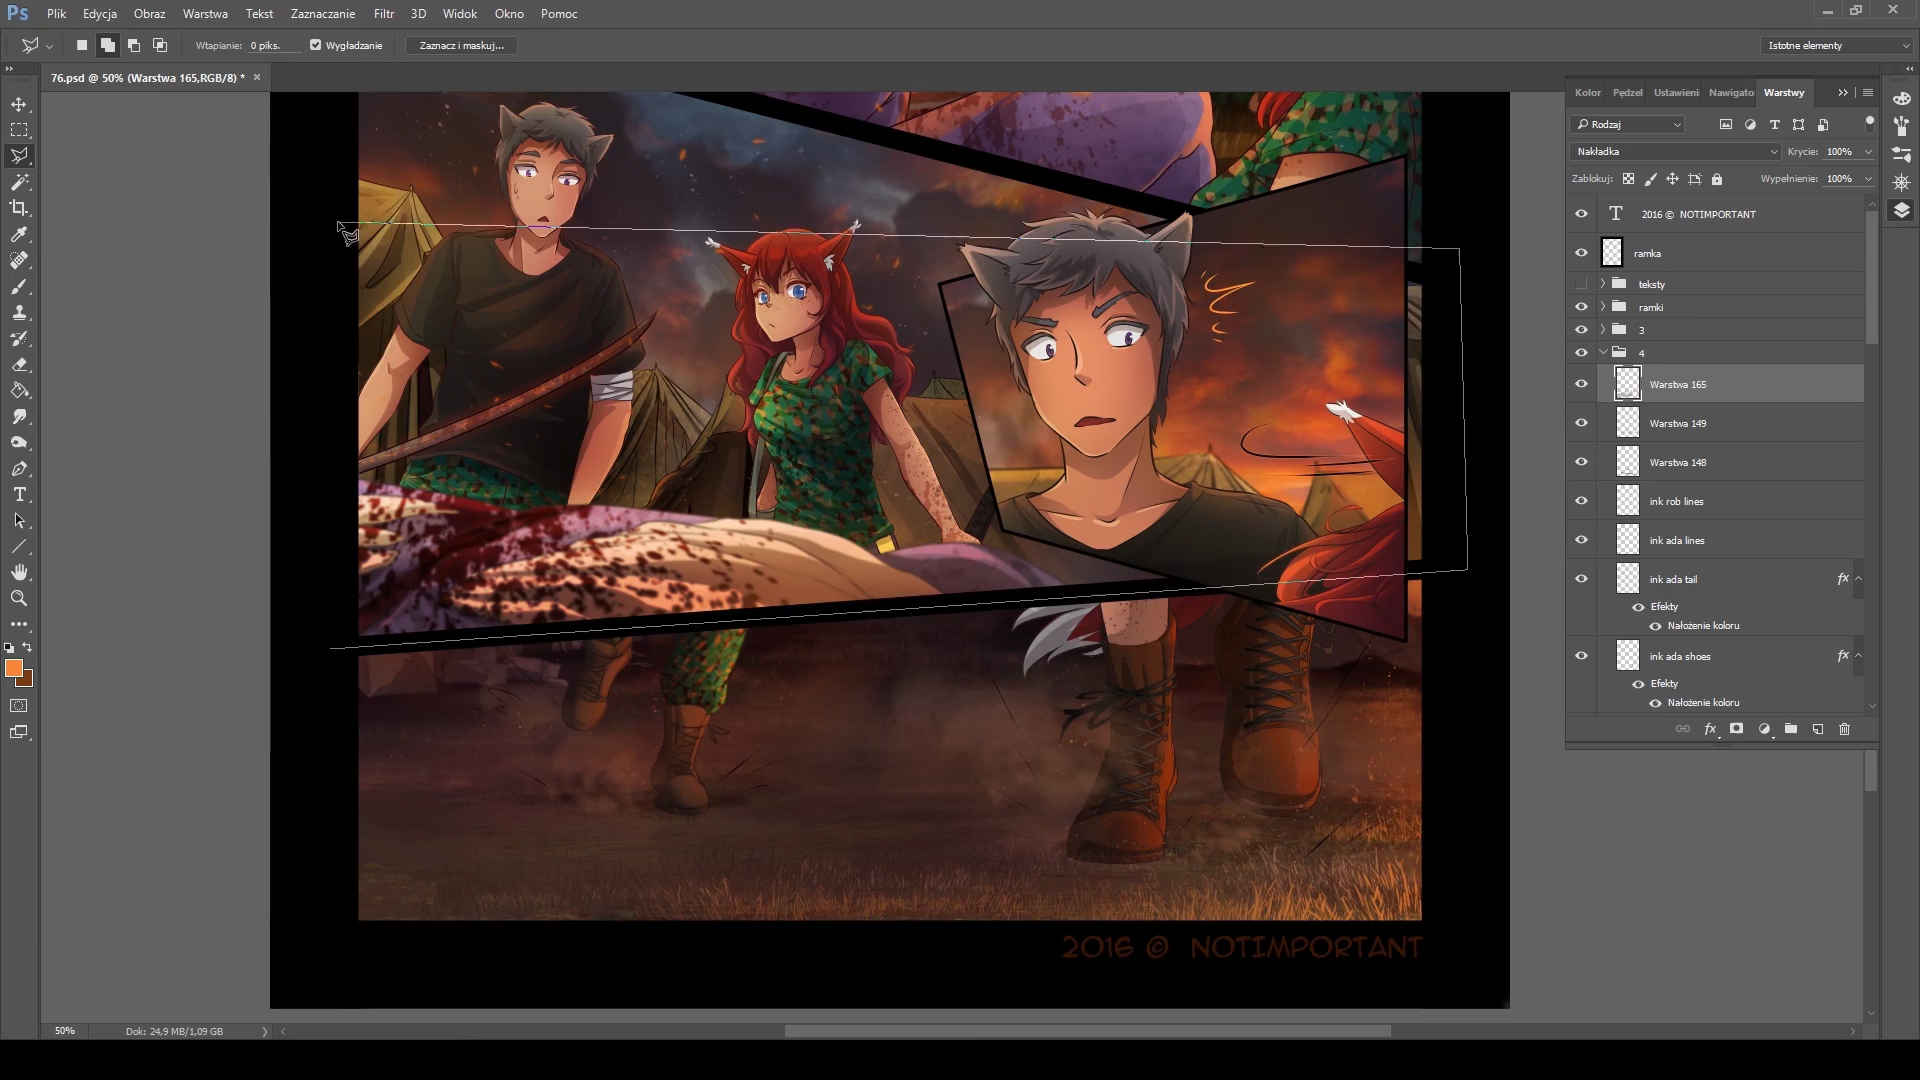 Ps Plik Edycja Obraz Warstwa Tekst Zaznaczanie Filtr 3D Widok Okno Pomoc
Wtapianie: 0 piks. Wygładzanie Zaznacz i maskuj... Istotne elementy
76.psd @ 50% (Warstwa 165,RGB/8) *
Kolor Pędzel Ustawieni Nawigato Warstwy
Rodzaj
Nakładka Krycie: 100%
Zablokuj: Wypełnienie: 100%
2016 © NOTIMPORTANT
ramka
teksty
ramki
3
4
Warstwa 165
Warstwa 149
Warstwa 148
ink rob lines
ink ada lines
ink ada tail fx
Efekty
Nałożenie koloru
ink ada shoes fx
Efekty
Nałożenie koloru
fx
2016 © NOTIMPORTANT
50% Dok: 24,9 MB/1,09 GB